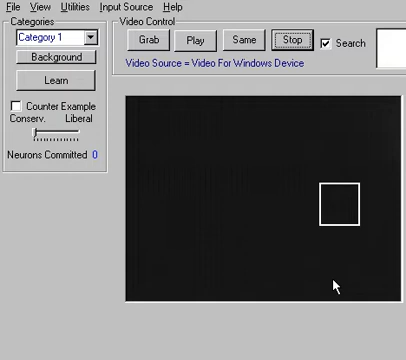 File View Utilities Input Source Help
Categories
Category 1
Background
Learn
Counter Example
Conserv. Liberal
Neurons Committed 0
Video Control
Grab Play Same Stop Search
Video Source = Video For Windows Device